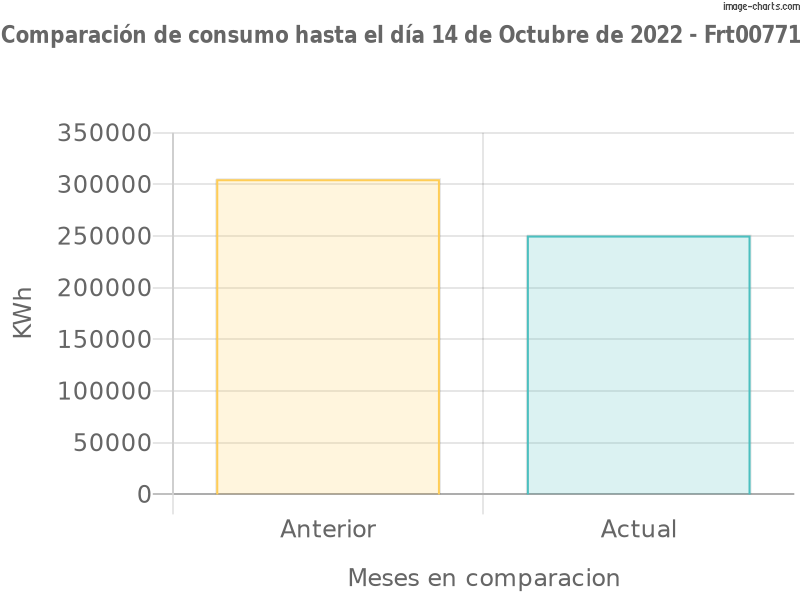 image-charts.com
Comparación de consumo hasta el día 14 de Octubre de 2022 - Frt00771
350000
300000
250000
200000
150000
100000
50000
0
KWh
Anterior
Actual
Meses en comparacion